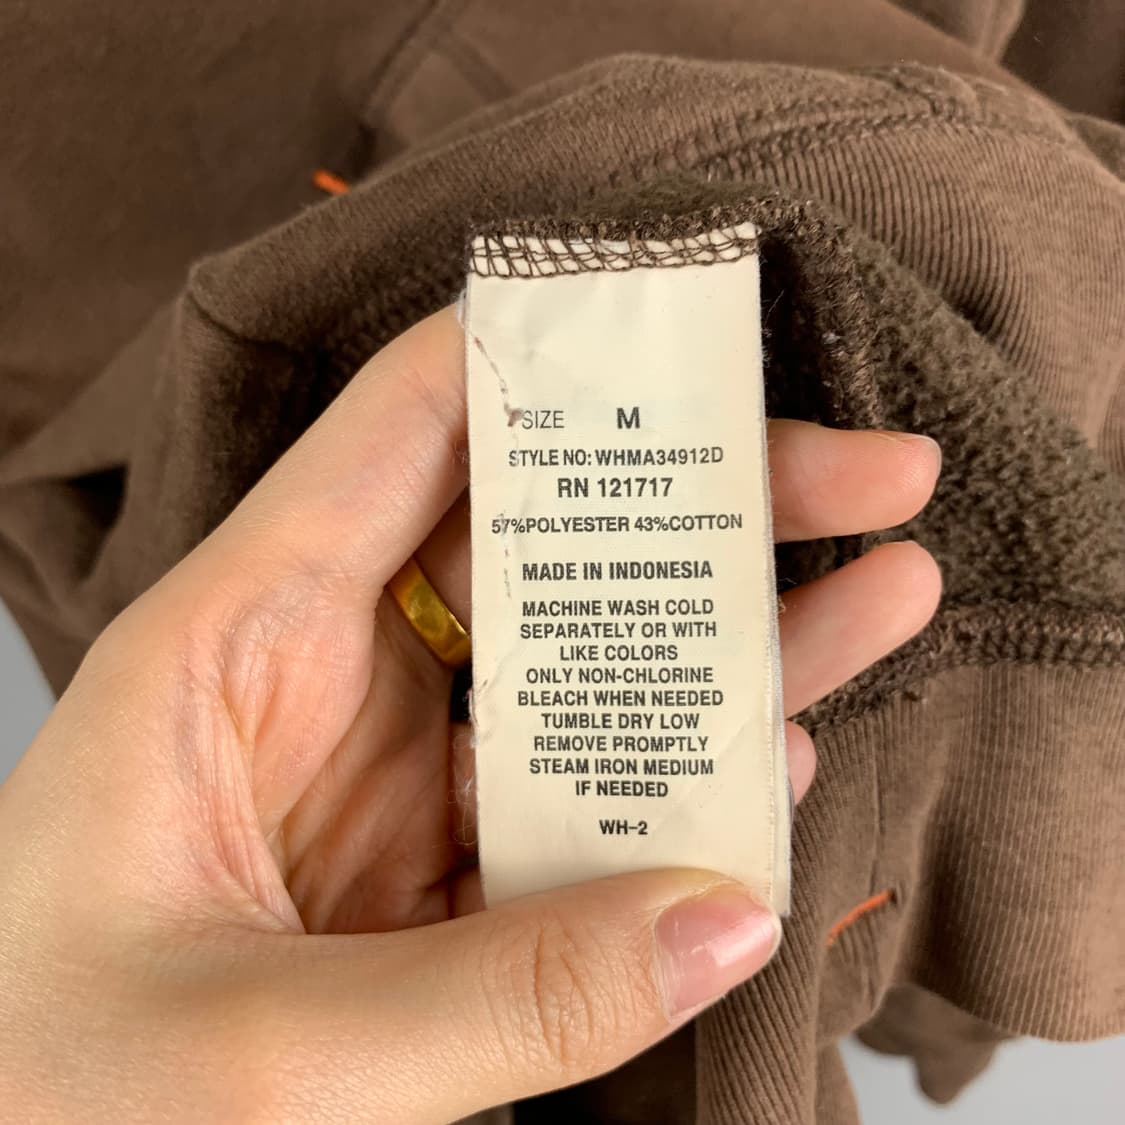 SIZE M
STYLE NO: WHMA34912D
RN 121717
57%POLYESTER 43%COTTON
MADE IN INDONESIA
MACHINE WASH COLD
SEPARATELY OR WITH
LIKE COLORS
ONLY NON-CHLORINE
BLEACH WHEN NEEDED
TUMBLE DRY LOW
REMOVE PROMPTLY
STEAM IRON MEDIUM
IF NEEDED
WH-2